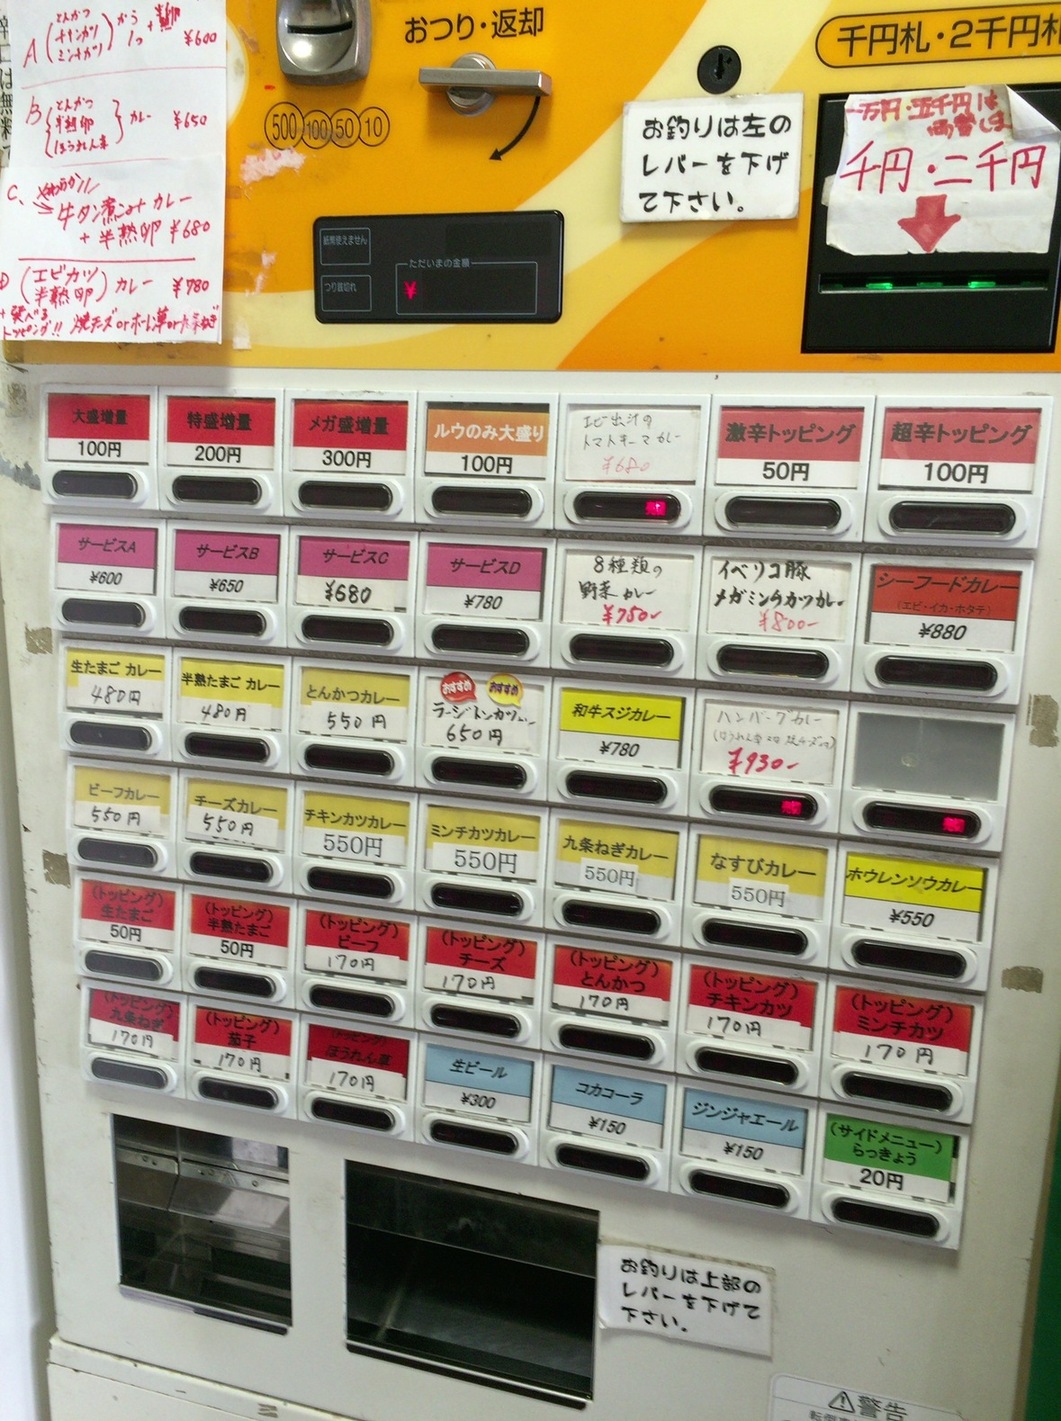 A
とんかつ
チキンカツ
ミンチカツ
から
1つ
¥600
B
とんかつ
半熟卵
ほうれん草
カレー
¥650
C
牛タン煮こみカレー
+半熟卵 ¥680
エビカツ
半熟卵
カレー ¥780
トッピング!!
おつり・返却
500 100 50 10
千円札・2千円札
お釣りは左の
レバーを下げ
て下さい。
一万円・五千円は
千円・二千円
紙幣使えません
つり銭切れ
ただいまの金額
¥
大盛増量
100円
特盛増量
200円
メガ盛増量
300円
ルウのみ大盛り
100円
エビ出汁の
トマトキーマカレー
¥680
激辛トッピング
50円
超辛トッピング
100円
サービスA
¥600
サービスB
¥650
サービスC
¥680
サービスD
¥780
8種類の
野菜カレー
¥750-
イベリコ豚
メガミンチカツカレー
¥800-
シーフードカレー
(エビ・イカ・ホタテ)
¥880
生たまご カレー
480円
半熟たまご カレー
480円
とんかつカレー
550円
おすすめ
おすすめ
ラージトンカツカレー
650円
和牛スジカレー
¥780
ハンバーグカレー
¥930-
ビーフカレー
550円
チーズカレー
550円
チキンカツカレー
550円
ミンチカツカレー
550円
九条ねぎカレー
550円
なすびカレー
550円
ホウレンソウカレー
¥550
(トッピング)
生たまご
50円
(トッピング)
半熟たまご
50円
(トッピング)
ビーフ
170円
(トッピング)
チーズ
170円
(トッピング)
とんかつ
170円
(トッピング)
チキンカツ
170円
(トッピング)
ミンチカツ
170円
(トッピング)
九条ねぎ
170円
(トッピング)
茄子
170円
(トッピング)
ほうれん草
170円
生ビール
¥300
コカコーラ
¥150
ジンジャエール
¥150
(サイドメニュー)
らっきょう
20円
お釣りは上部の
レバーを下げて
下さい。
警告